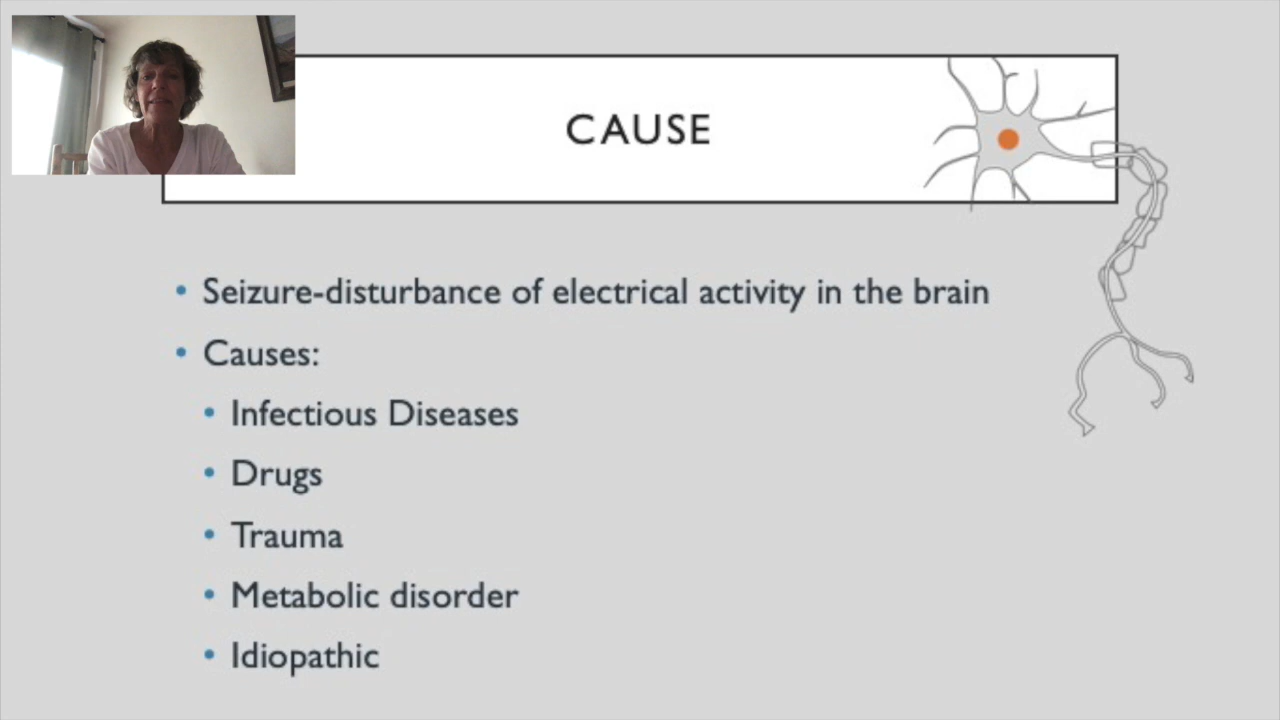 CAUSE
Seizure-disturbance of electrical activity in the brain
Causes:
Infectious Diseases
Drugs
Trauma
Metabolic disorder
Idiopathic